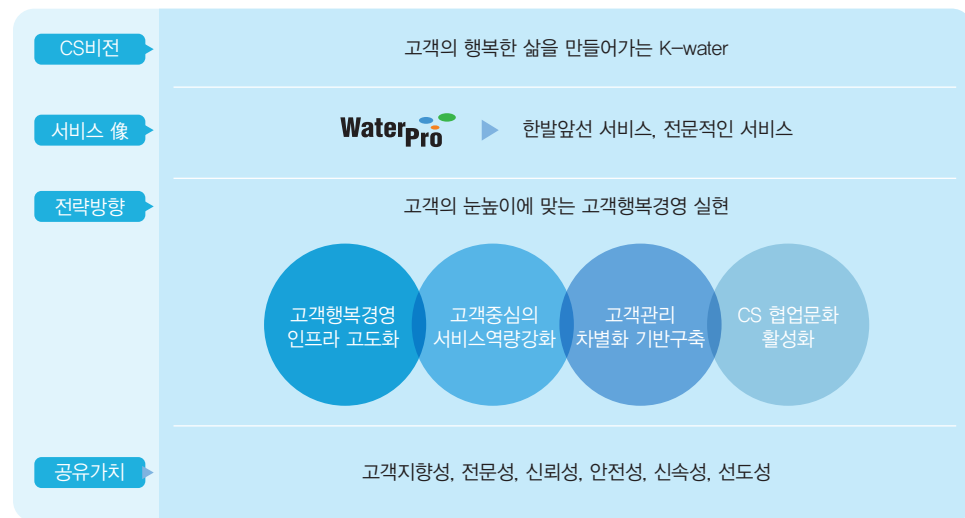 CS비전
고객의 행복한 삶을 만들어가는 K-water
서비스 像
WaterPro
한발앞선 서비스, 전문적인 서비스
전략방향
고객의 눈높이에 맞는 고객행복경영 실현
고객행복경영
인프라 고도화
고객중심의
서비스역량강화
고객관리
차별화 기반구축
CS 협업문화
활성화
공유가치
고객지향성, 전문성, 신뢰성, 안전성, 신속성, 선도성